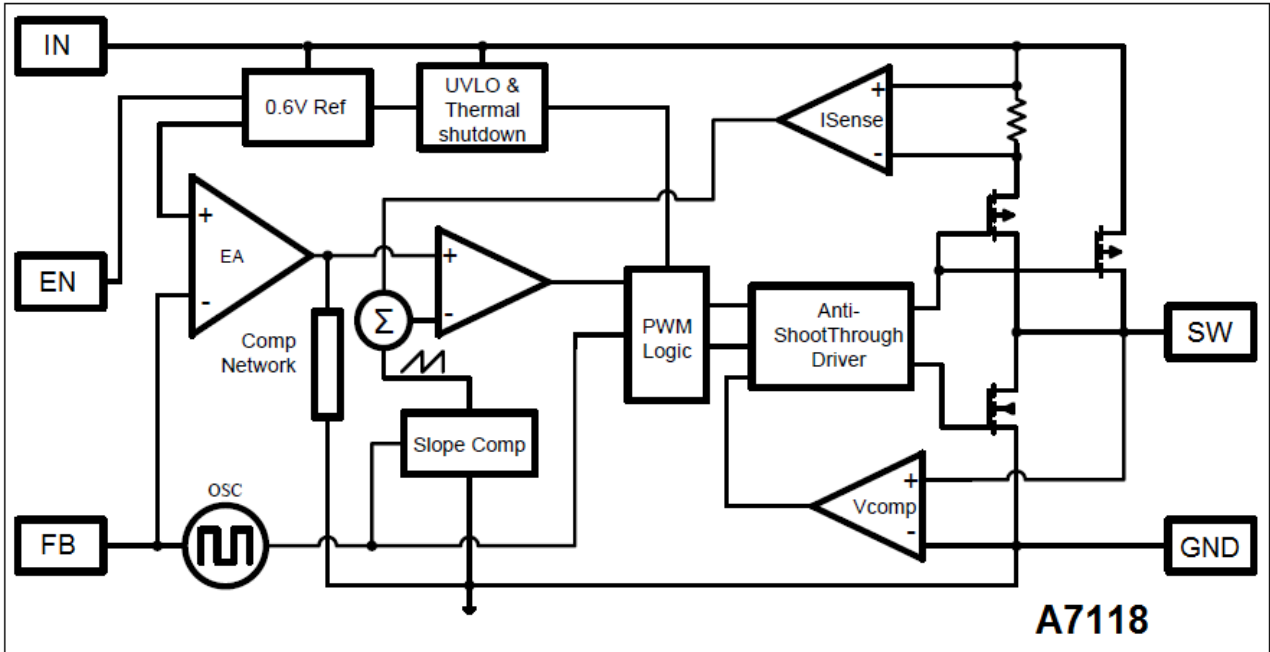 IN
0.6V Ref
UVLO &
Thermal
shutdown
+
ISense
-
+
EA
-
EN
+
-
Σ
Comp
Network
PWM
Logic
Anti-
ShootThrough
Driver
SW
Slope Comp
OSC
FB
+
Vcomp
-
GND
A7118